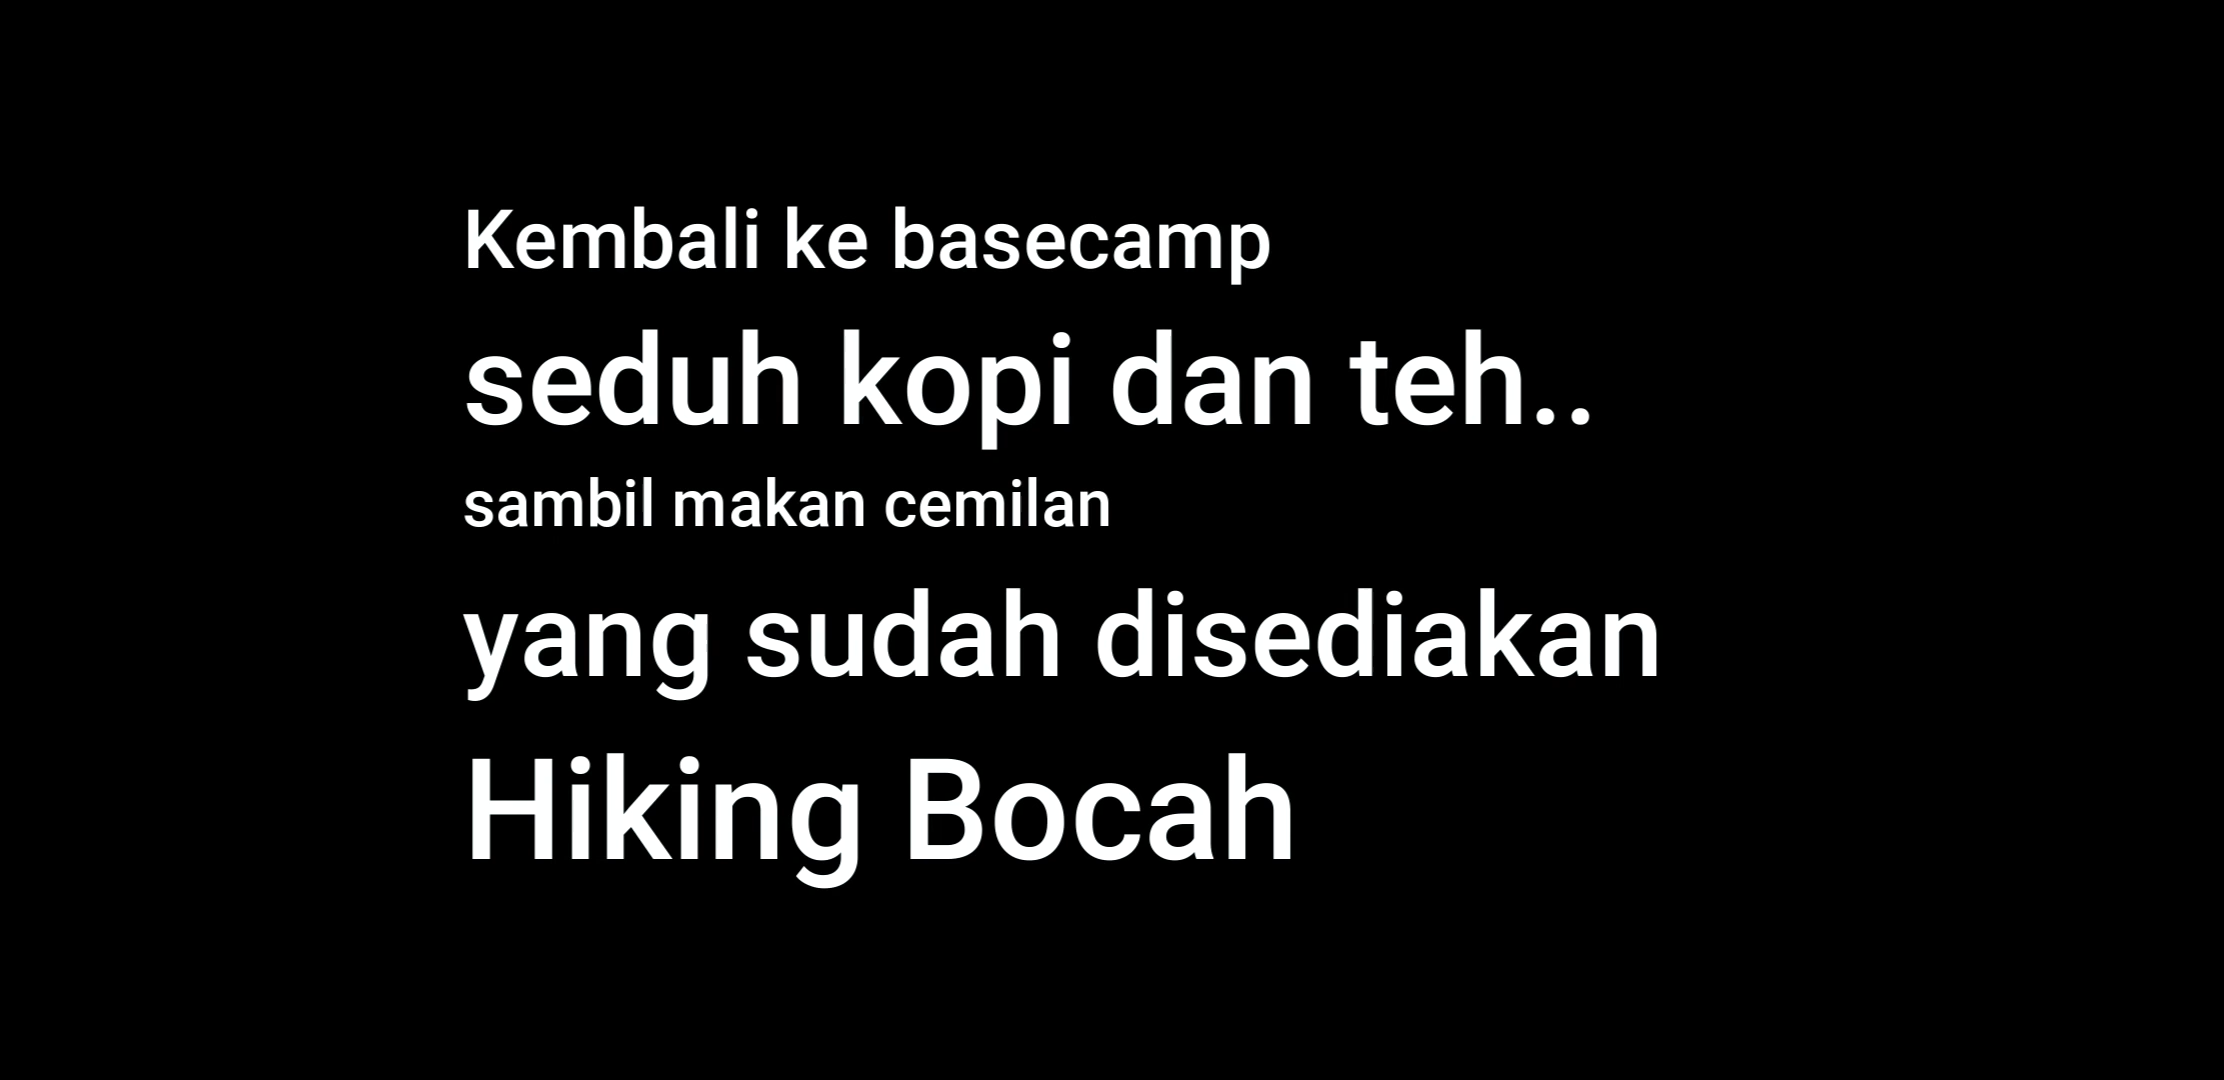 Kembali ke basecamp
seduh kopi dan teh..
sambil makan cemilan
yang sudah disediakan
Hiking Bocah